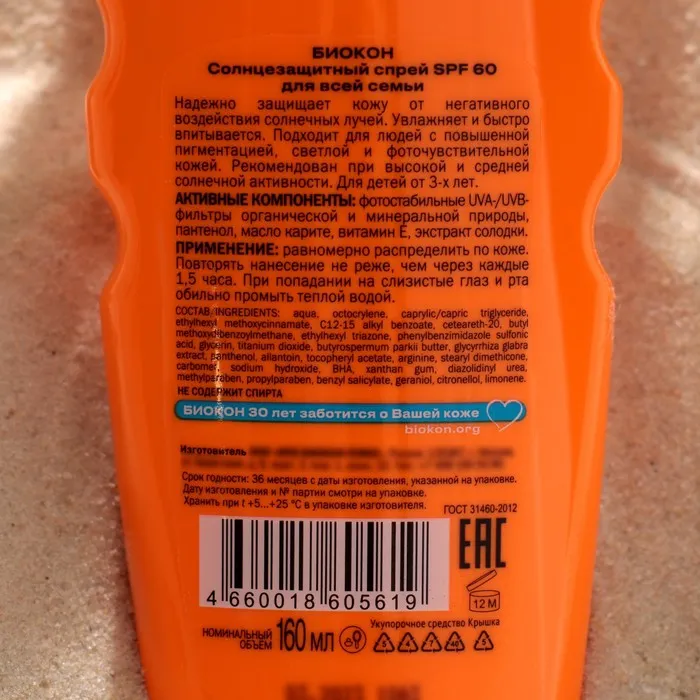 БИОКОН
Солнцезащитный спрей SPF 60
для всей семьи
Надежно защищает кожу от негативного
воздействия солнечных лучей. Увлажняет и быстро
впитывается. Подходит для людей с повышенной
пигментацией, светлой и фоточувствительной
кожей. Рекомендован при высокой и средней
солнечной активности. Для детей от 3-х лет.
АКТИВНЫЕ КОМПОНЕНТЫ: фотостабильные UVA-/UVB-
фильтры органической и минеральной природы,
пантенол, масло карите, витамин Е, экстракт солодки.
ПРИМЕНЕНИЕ: равномерно распределить по коже.
Повторять нанесение не реже, чем через каждые
1,5 часа. При попадании на слизистые глаз и рта
обильно промыть теплой водой.
СОСТАВ/INGREDIENTS: aqua, octocrylene, caprylic/capric triglyceride,
ethylhexyl methoxycinnamate, C12-15 alkyl benzoate, ceteareth-20, butyl
methoxydibenzoylmethane, ethylhexyl triazone, phenylbenzimidazole sulfonic
acid, glycerin, titanium dioxide, butyrospermum parkii butter, glycyrrhiza glabra
extract, panthenol, allantoin, tocopheryl acetate, arginine, stearyl dimethicone,
carbomer, sodium hydroxide, BHA, xanthan gum, diazolidinyl urea,
methylparaben, propylparaben, benzyl salicylate, geraniol, citronellol, limonene.
НЕ СОДЕРЖИТ СПИРТА
БИОКОН 30 лет заботится о Вашей коже
biokon.org
Изготовитель
Срок годности: 36 месяцев с даты изготовления, указанной на упаковке.
Дату изготовления и № партии смотри на упаковке.
Хранить при t +5...+25 °C в упаковке изготовителя.
ГОСТ 31460-2012
EAC
12 M
4 660018 605619
НОМИНАЛЬНЫЙ ОБЪЕМ 160 мл
Укупорочное средство Крышка
5 4 7 40 5